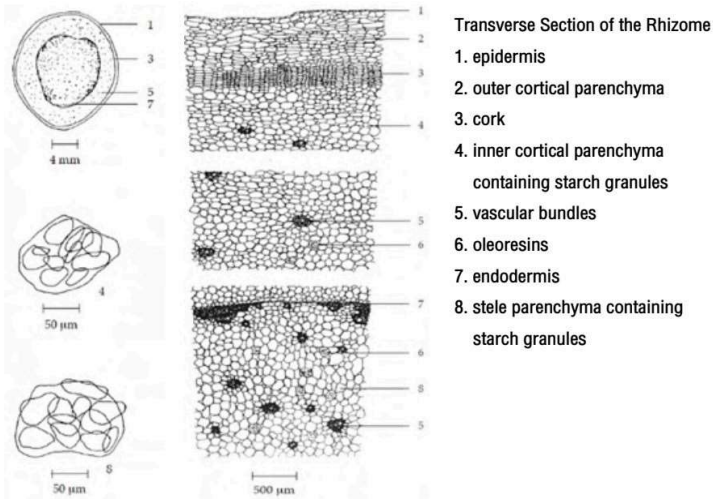 1
3
5
7
4 mm
4
50 µm
8
50 µm
1
2
3
4
5
6
7
6
8
5
500 µm
Transverse Section of the Rhizome
1. epidermis
2. outer cortical parenchyma
3. cork
4. inner cortical parenchyma
containing starch granules
5. vascular bundles
6. oleoresins
7. endodermis
8. stele parenchyma containing
starch granules